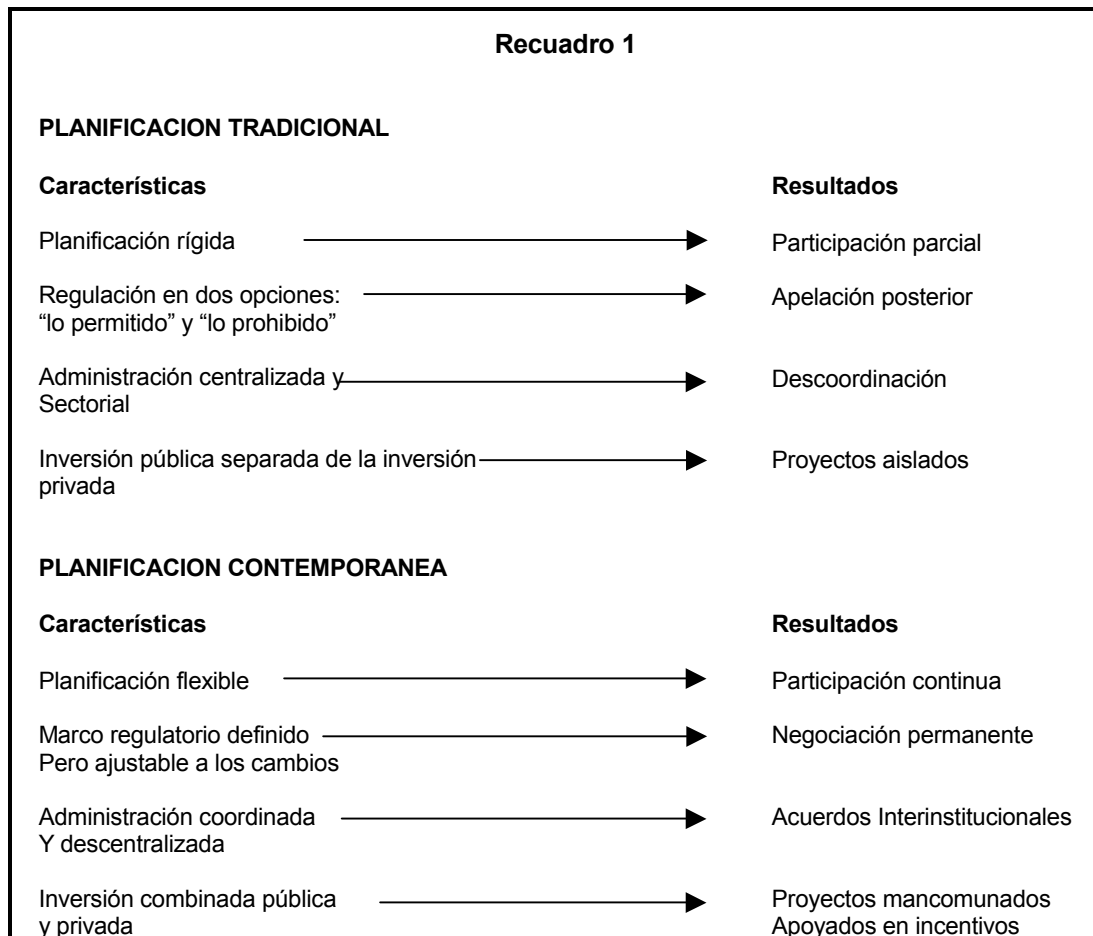 Recuadro 1
PLANIFICACION TRADICIONAL
Características Resultados
Planificación rígida Participación parcial
Regulación en dos opciones: Apelación posterior
“lo permitido” y “lo prohibido”
Administración centralizada y Descoordinación
Sectorial
Inversión pública separada de la inversión Proyectos aislados
privada
PLANIFICACION CONTEMPORANEA
Características Resultados
Planificación flexible Participación continua
Marco regulatorio definido Negociación permanente
Pero ajustable a los cambios
Administración coordinada Acuerdos Interinstitucionales
Y descentralizada
Inversión combinada pública Proyectos mancomunados
y privada Apoyados en incentivos